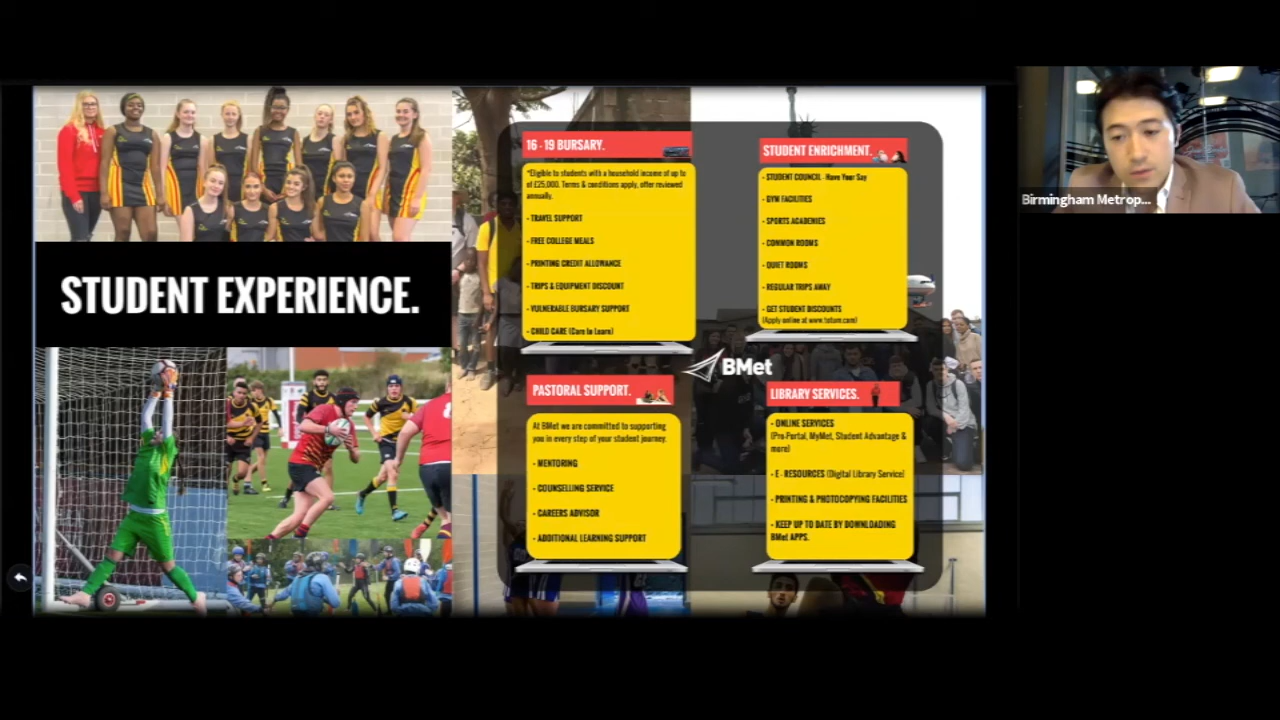 STUDENT EXPERIENCE.
16 - 19 BURSARY.
*Eligible to students with a household income of up to
of £25,000. Terms & conditions apply, offer reviewed
annually.
- TRAVEL SUPPORT
- FREE COLLEGE MEALS
- PRINTING CREDIT ALLOWANCE
- TRIPS & EQUIPMENT DISCOUNT
- VULNERABLE BURSARY SUPPORT
- CHILD CARE (Care to Learn)
STUDENT ENRICHMENT.
- STUDENT COUNCIL - Have Your Say
- GYM FACILITIES
- SPORTS ACADEMIES
- COMMON ROOMS
- QUIET ROOMS
- REGULAR TRIPS AWAY
- GET STUDENT DISCOUNTS
(Apply online at www.totum.com)
BMet
PASTORAL SUPPORT.
At BMet we are committed to supporting
you in every step of your student journey.
- MENTORING
- COUNSELLING SERVICE
- CAREERS ADVISOR
- ADDITIONAL LEARNING SUPPORT
LIBRARY SERVICES.
- ONLINE SERVICES
(Pro-Portal, MyMet, Student Advantage &
more)
- E - RESOURCES (Digital Library Service)
- PRINTING & PHOTOCOPYING FACILITIES
- KEEP UP TO DATE BY DOWNLOADING
BMet APPS.
Birmingham Metrop...